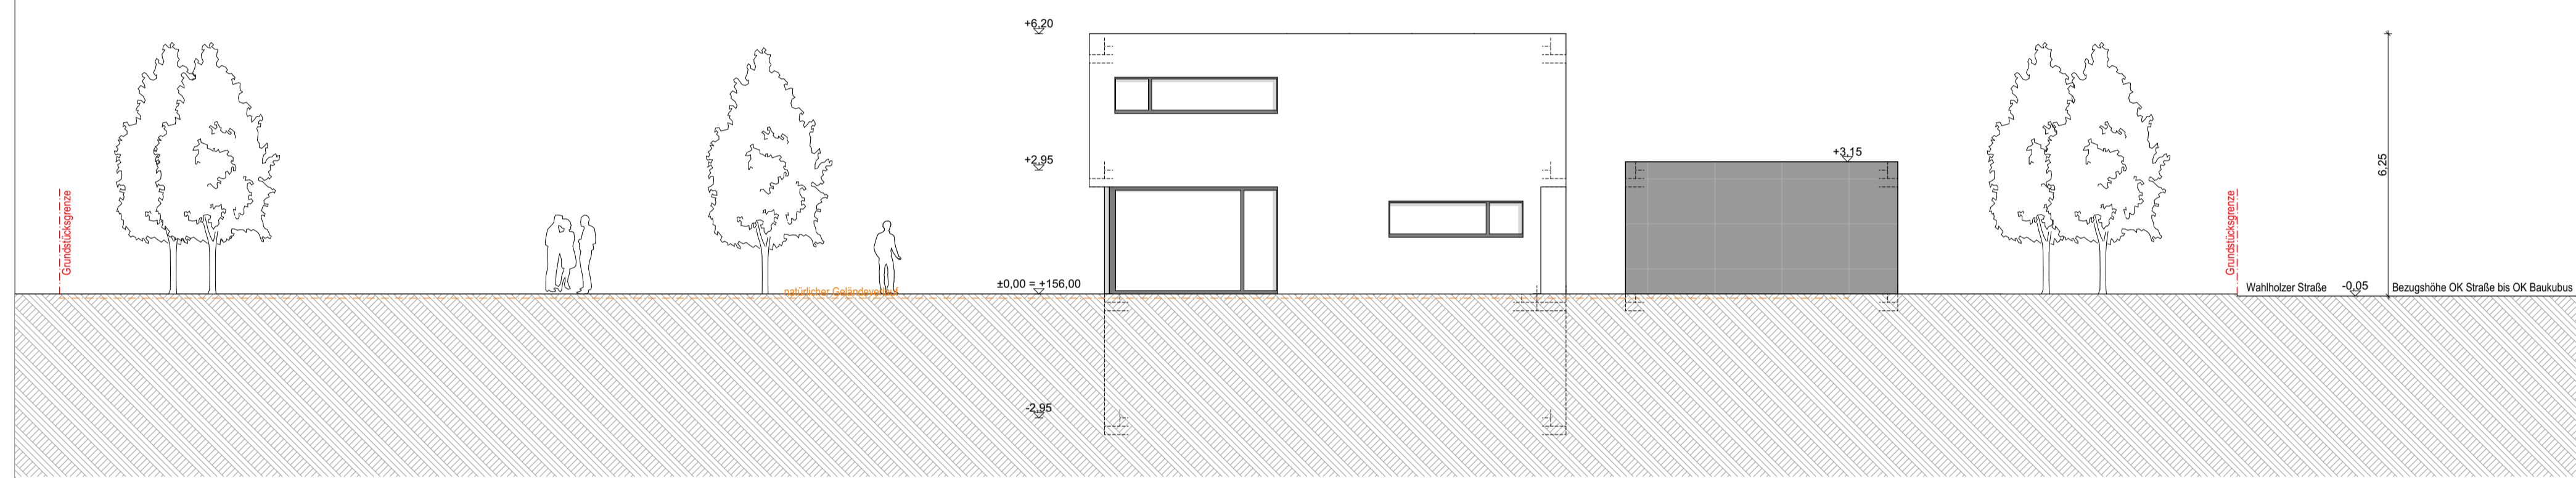 +6,20
+2,95
+3,15
6,25
Grundstücksgrenze
Grundstücksgrenze
natürlicher Geländeverlauf
±0,00 = +156,00
Wahlholzer Straße
-0,05
Bezugshöhe OK Straße bis OK Baukubus
-2,95